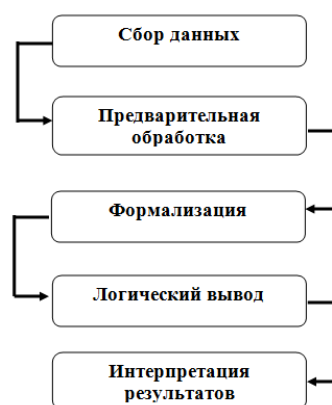 Сбор данных
Предварительная
обработка
Формализация
Логический вывод
Интерпретация
результатов